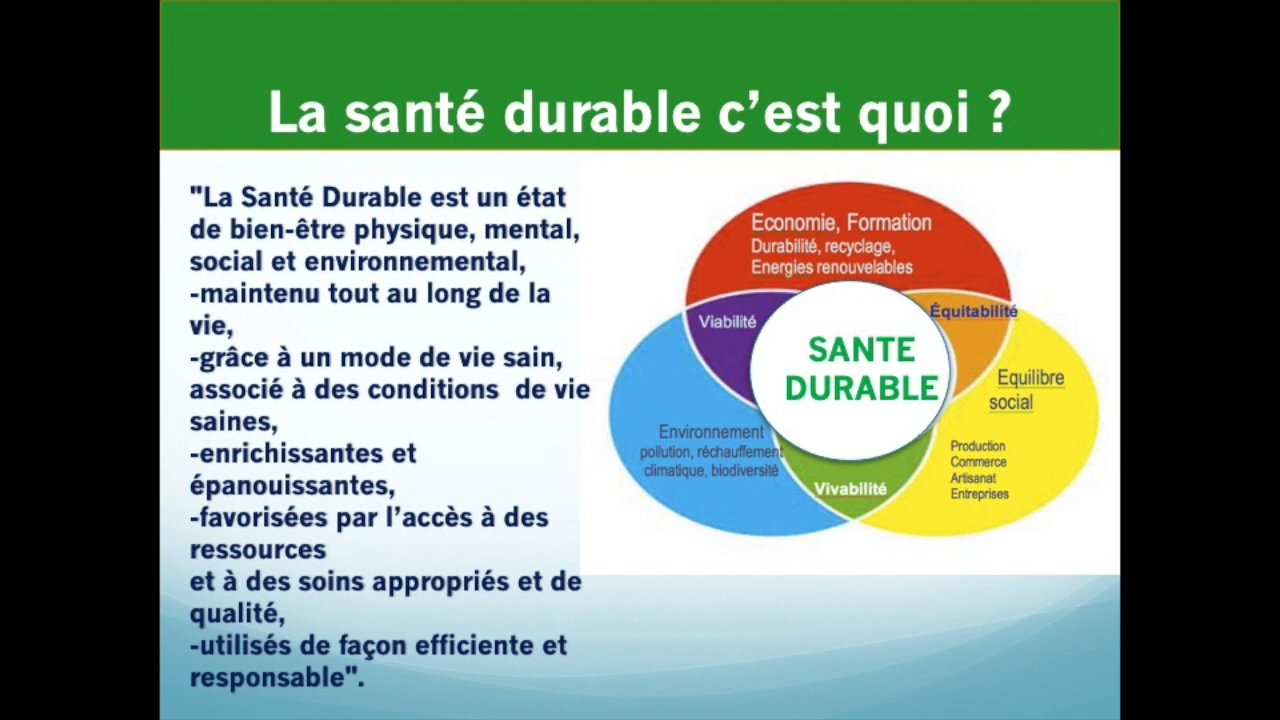 La santé durable c’est quoi ?
"La Santé Durable est un état
de bien-être physique, mental,
social et environnemental,
-maintenu tout au long de la
vie,
-grâce à un mode de vie sain,
associé à des conditions  de vie
saines,
-enrichissantes et
épanouissantes,
-favorisées par l’accès à des
ressources
et à des soins appropriés et de
qualité,
-utilisés de façon efficiente et
responsable".
Economie, Formation
Durabilité, recyclage,
Energies renouvelables
Viabilité
Équitabilité
SANTE
DURABLE
Equilibre
social
Environnement
pollution, réchauffement
climatique, biodiversité
Production
Commerce
Artisanat
Entreprises
Vivabilité